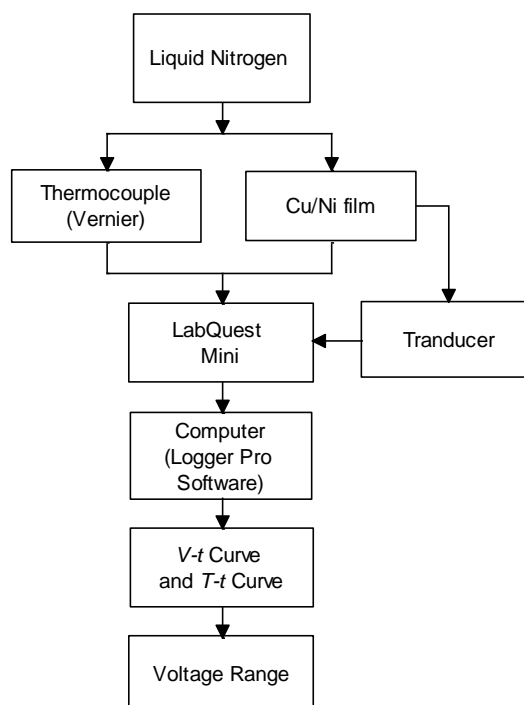 Liquid Nitrogen
Thermocouple
(Vernier)
Cu/Ni film
LabQuest
Mini
Tranducer
Computer
(Logger Pro
Software)
V-t Curve
and T-t Curve
Voltage Range